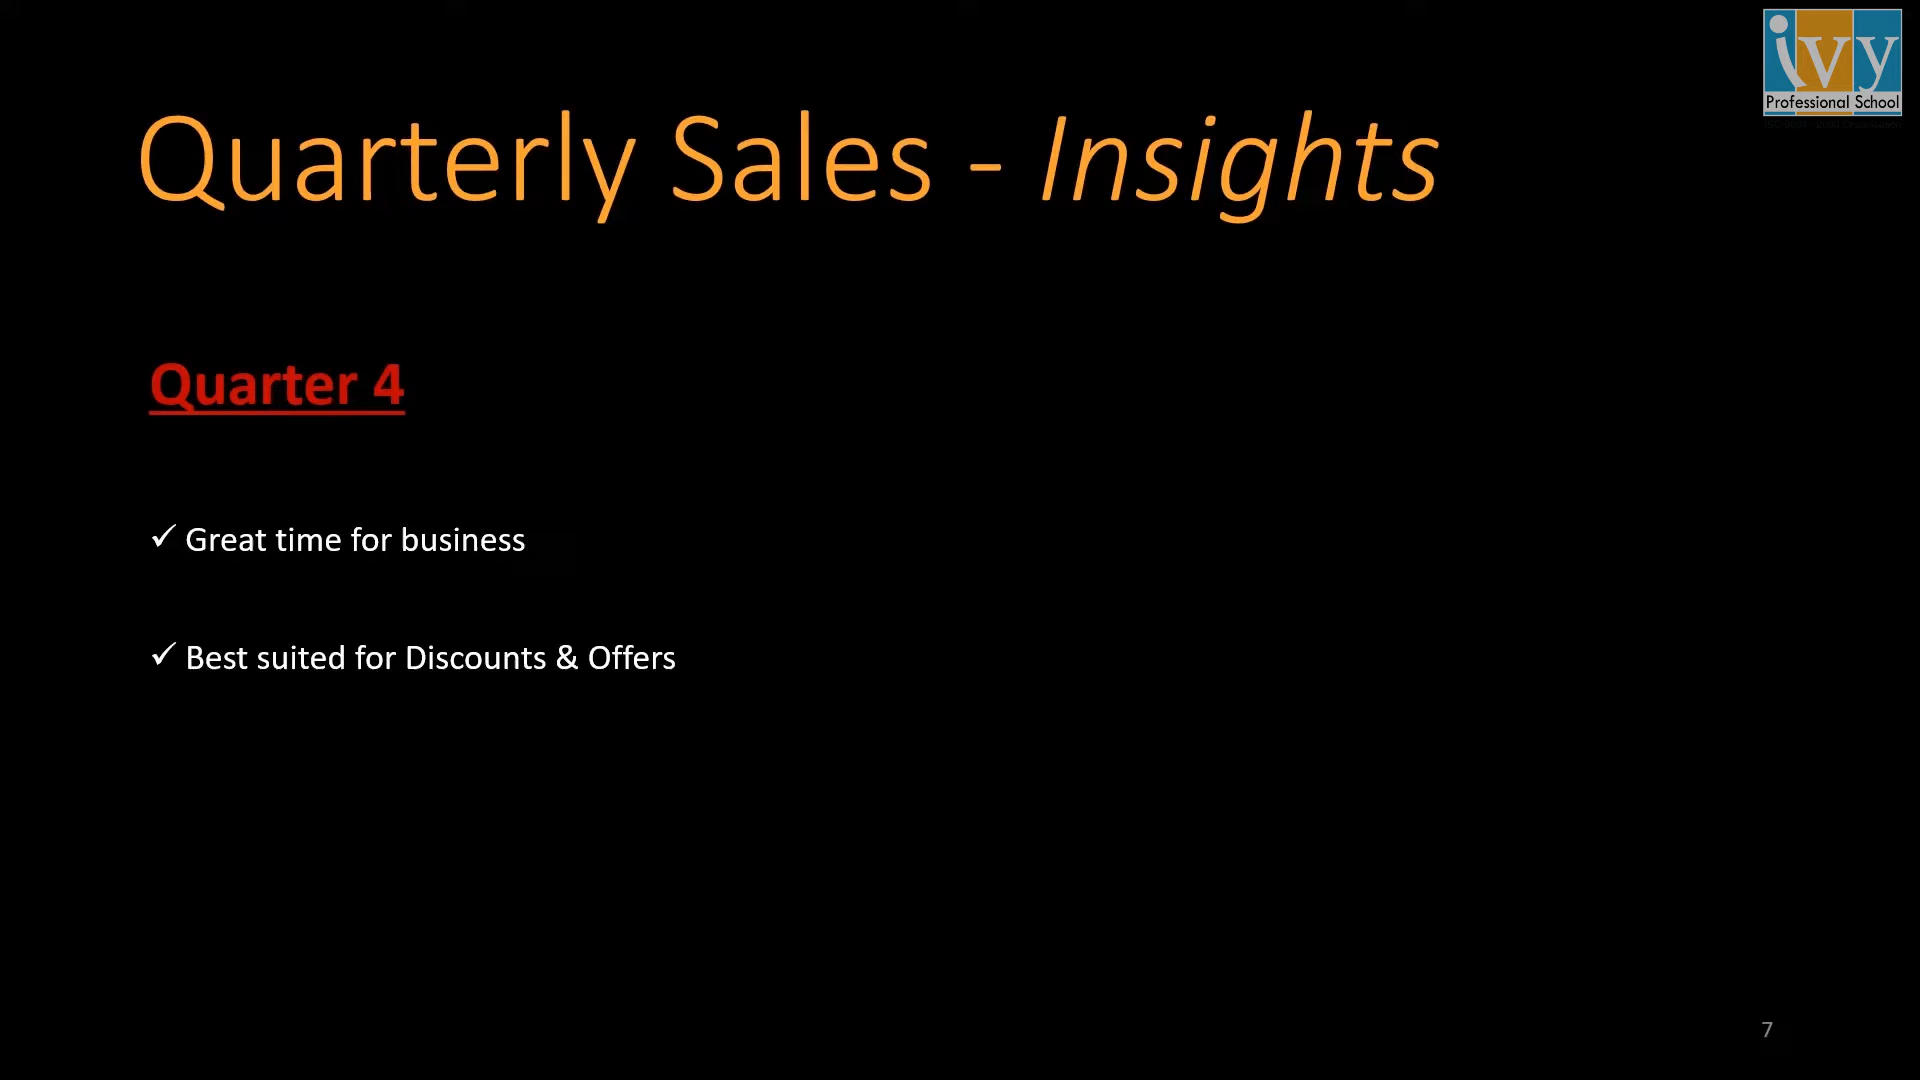 ivy
Professional School
Quarterly Sales - Insights
Quarter 4
✓ Great time for business
✓ Best suited for Discounts & Offers
7